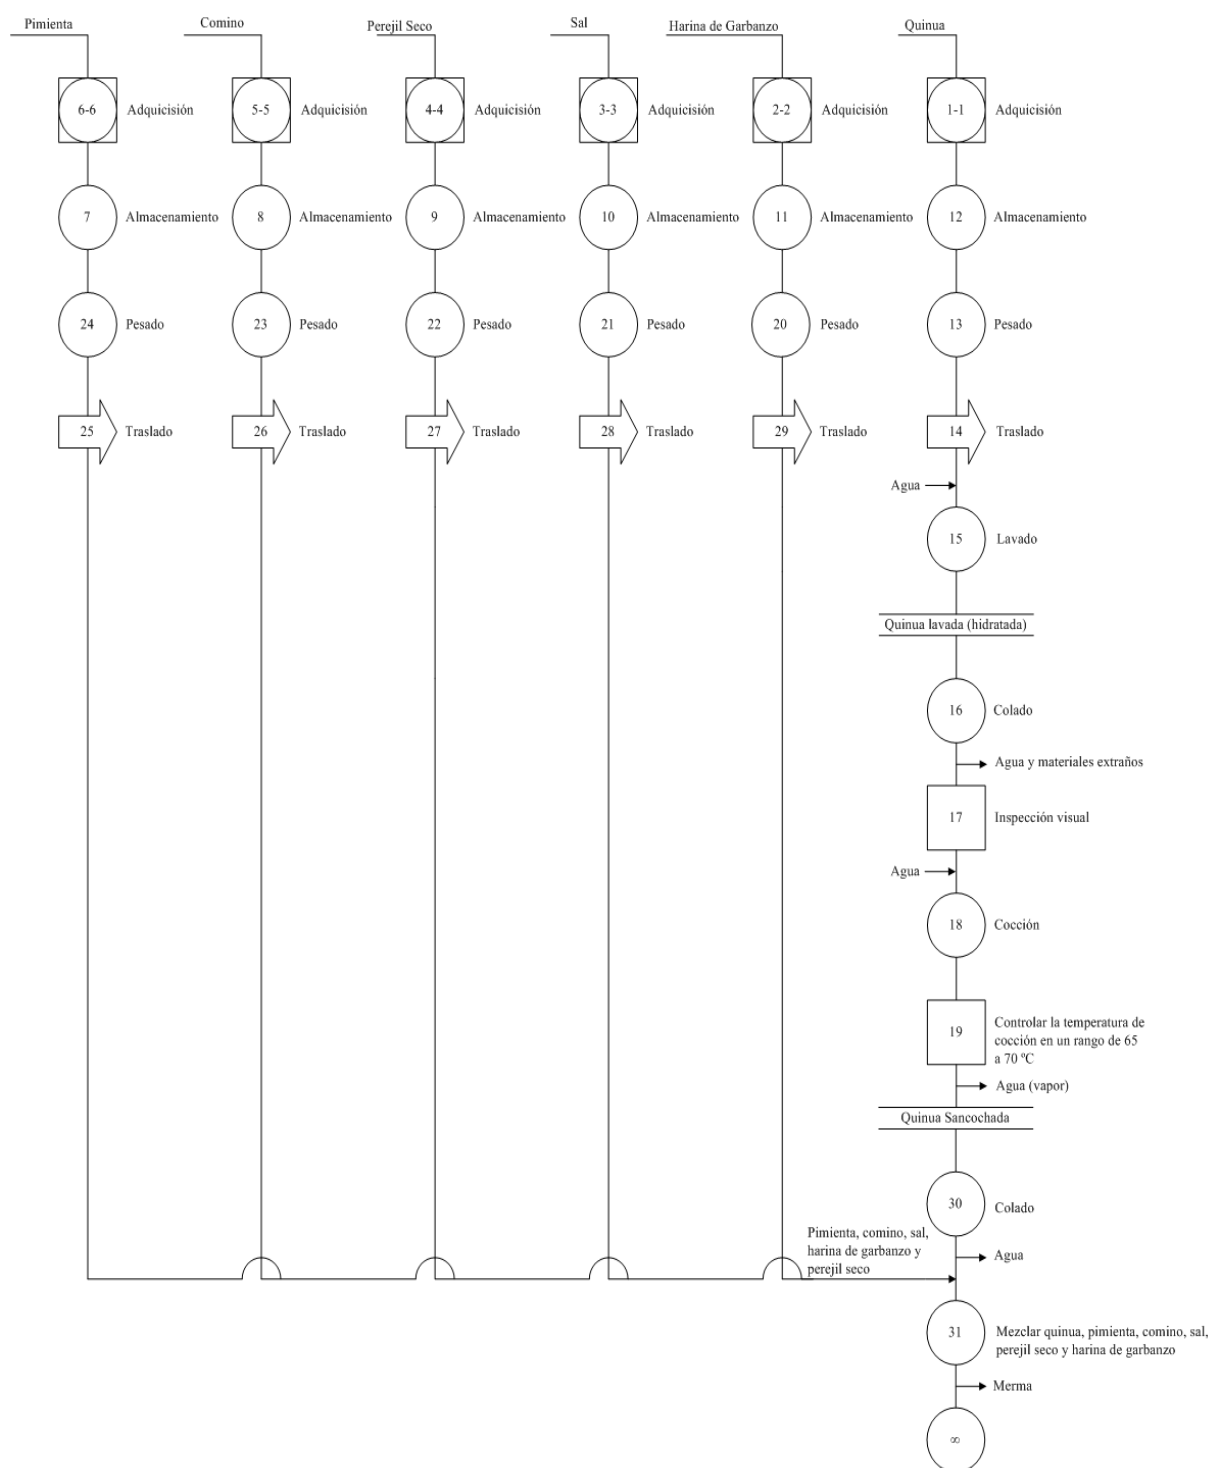 Pimienta
Comino
Perejil Seco
Sal
Harina de Garbanzo
Quinua
6-6 Adquicisión
5-5 Adquicisión
4-4 Adquicisión
3-3 Adquicisión
2-2 Adquicisión
1-1 Adquicisión
7 Almacenamiento
8 Almacenamiento
9 Almacenamiento
10 Almacenamiento
11 Almacenamiento
12 Almacenamiento
24 Pesado
23 Pesado
22 Pesado
21 Pesado
20 Pesado
13 Pesado
25 Traslado
26 Traslado
27 Traslado
28 Traslado
29 Traslado
14 Traslado
Agua
15 Lavado
Quinua lavada (hidratada)
16 Colado
Agua y materiales extraños
17 Inspección visual
Agua
18 Cocción
19
Controlar la temperatura de
cocción en un rango de 65
a 70 ºC
Agua (vapor)
Quinua Sancochada
30 Colado
Pimienta, comino, sal,
harina de garbanzo y
perejil seco
Agua
31
Mezclar quinua, pimienta, comino, sal,
perejil seco y harina de garbanzo
Merma
∞